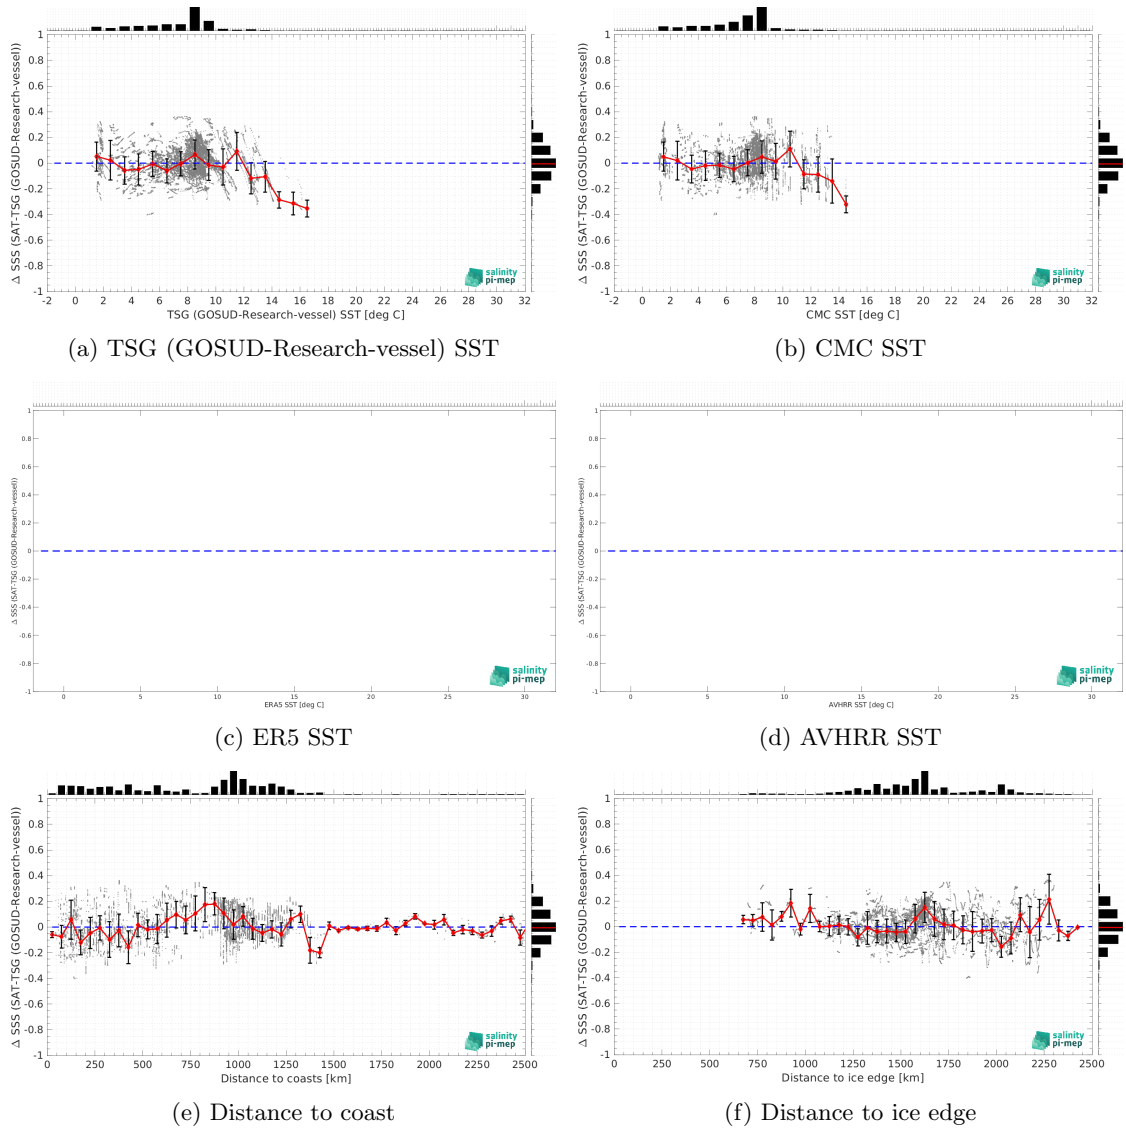 Δ SSS (SAT-TSG (GOSUD-Research-vessel))
1
0.8
0.6
0.4
0.2
0
-0.2
-0.4
-0.6
-0.8
-1
-2 0 2 4 6 8 10 12 14 16 18 20 22 24 26 28 30 32
TSG (GOSUD-Research-vessel) SST [deg C]
salinity
pi-mep
(a) TSG (GOSUD-Research-vessel) SST
Δ SSS (SAT-TSG (GOSUD-Research-vessel))
1
0.8
0.6
0.4
0.2
0
-0.2
-0.4
-0.6
-0.8
-1
-2 0 2 4 6 8 10 12 14 16 18 20 22 24 26 28 30 32
CMC SST [deg C]
salinity
pi-mep
(b) CMC SST
Δ SSS (SAT-TSG (GOSUD-Research-vessel))
1
0.8
0.6
0.4
0.2
0
-0.2
-0.4
-0.6
-0.8
-1
0 5 10 15 20 25 30
ERA5 SST [deg C]
salinity
pi-mep
(c) ER5 SST
Δ SSS (SAT-TSG (GOSUD-Research-vessel))
1
0.8
0.6
0.4
0.2
0
-0.2
-0.4
-0.6
-0.8
-1
0 5 10 15 20 25 30
AVHRR SST [deg C]
salinity
pi-mep
(d) AVHRR SST
Δ SSS (SAT-TSG (GOSUD-Research-vessel))
1
0.8
0.6
0.4
0.2
0
-0.2
-0.4
-0.6
-0.8
-1
0 250 500 750 1000 1250 1500 1750 2000 2250 2500
Distance to coasts [km]
salinity
pi-mep
(e) Distance to coast
Δ SSS (SAT-TSG (GOSUD-Research-vessel))
1
0.8
0.6
0.4
0.2
0
-0.2
-0.4
-0.6
-0.8
-1
0 250 500 750 1000 1250 1500 1750 2000 2250 2500
Distance to ice edge [km]
salinity
pi-mep
(f) Distance to ice edge